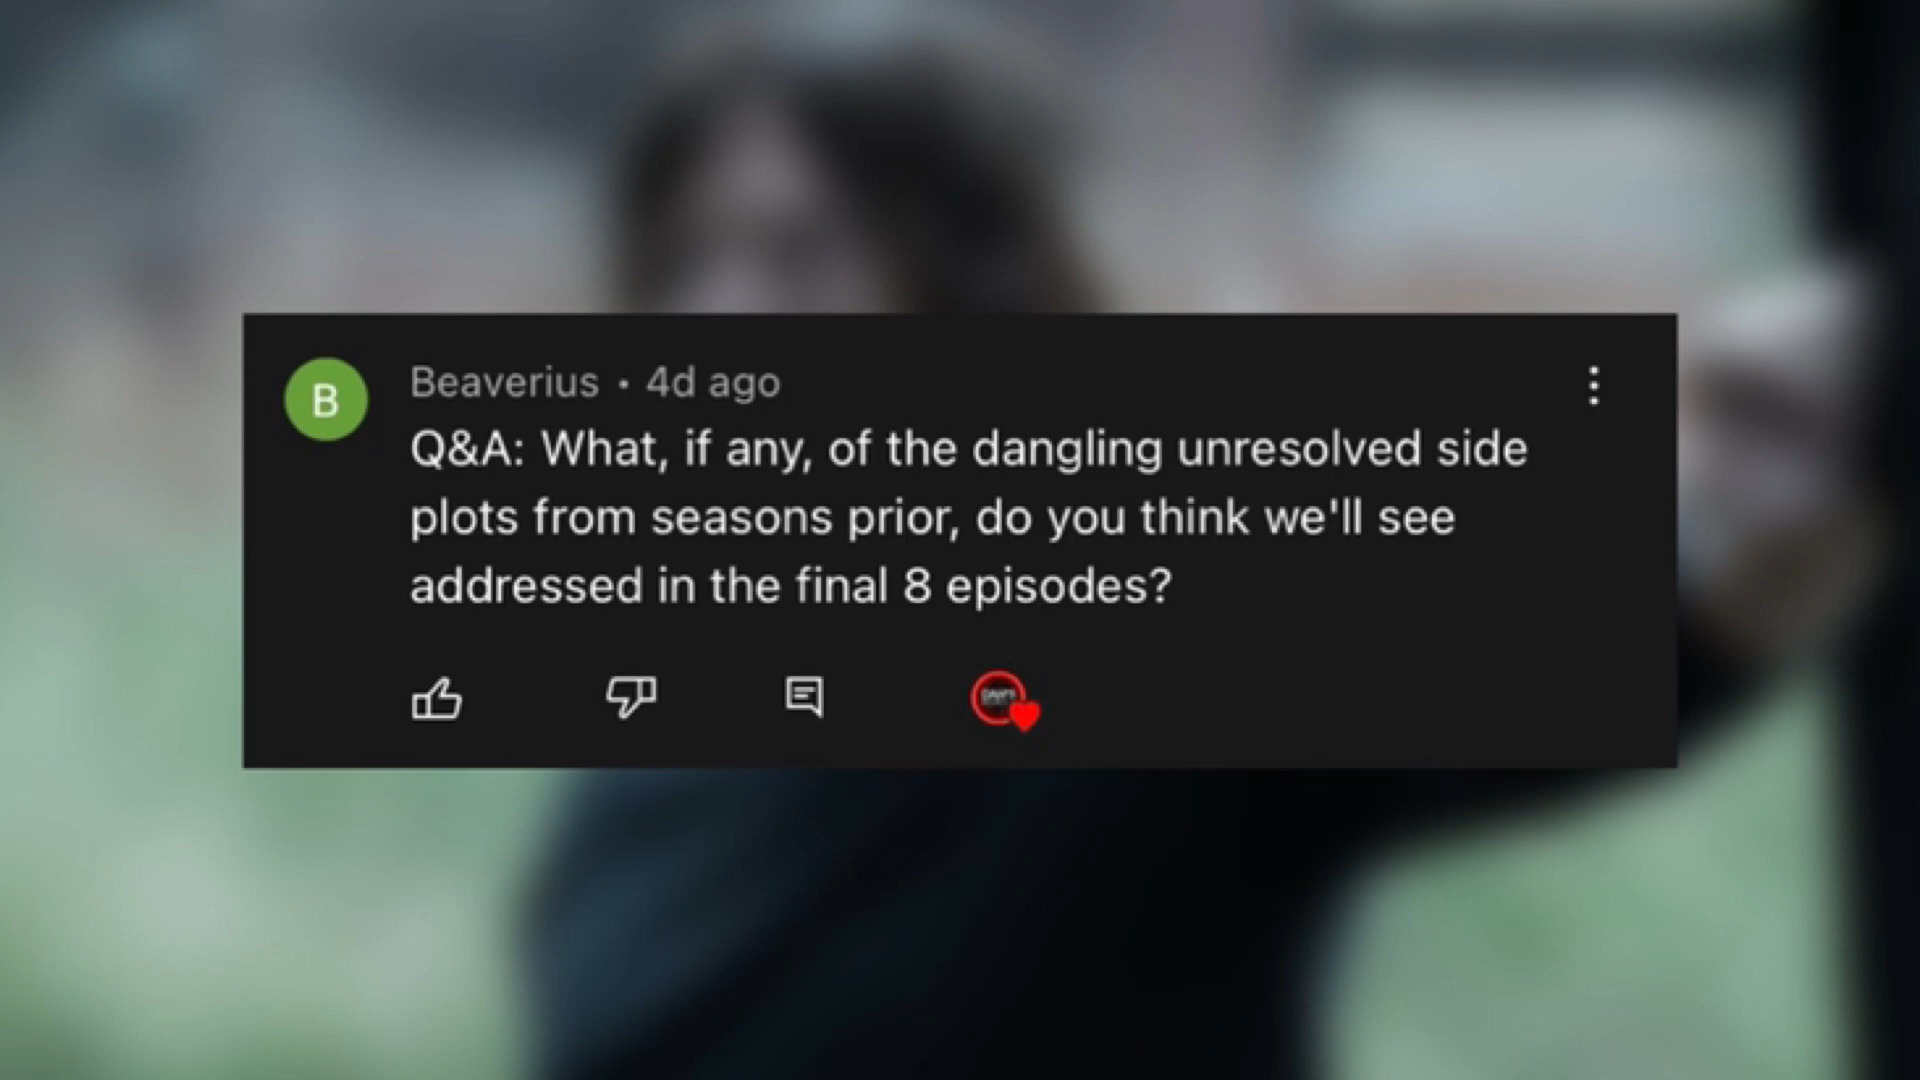 B
Beaverius • 4d ago
Q&A: What, if any, of the dangling unresolved side
plots from seasons prior, do you think we'll see
addressed in the final 8 episodes?